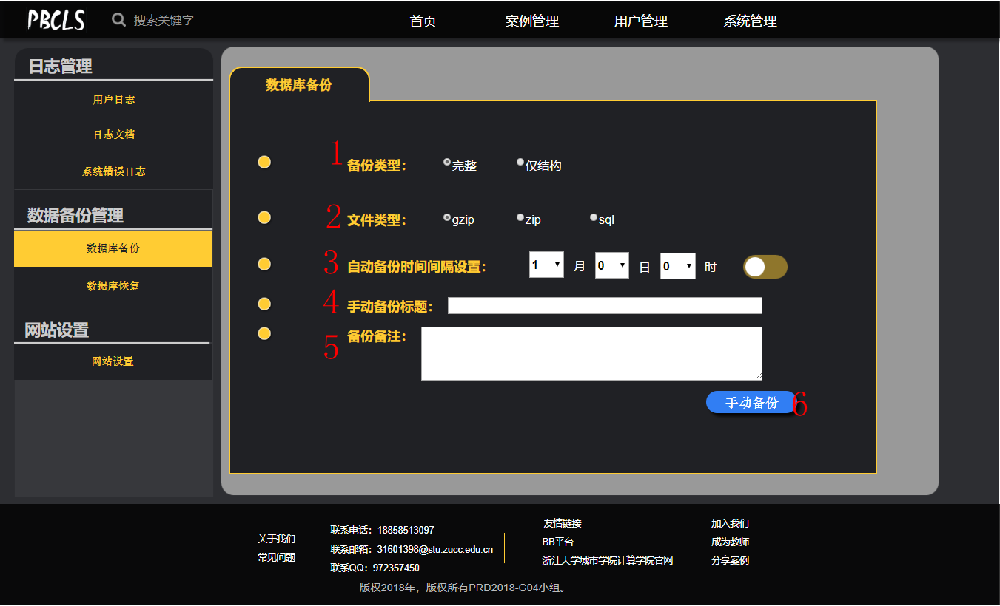 PBCLS 搜索关键字 首页 案例管理 用户管理 系统管理
日志管理
用户日志
日志文档
系统错误日志
数据备份管理
数据库备份
数据库恢复
网站设置
网站设置
数据库备份
1 备份类型： 完整 仅结构
2 文件类型： gzip zip sql
3 自动备份时间间隔设置： 1 月 0 日 0 时
4 手动备份标题：
5 备份备注：
手动备份 6
关于我们
常见问题
联系电话：18858513097
联系邮箱：31601398@stu.zucc.edu.cn
联系QQ：972357450
友情链接
BB平台
浙江大学城市学院计算学院官网
加入我们
成为教师
分享案例
版权2018年，版权所有PRD2018-G04小组。